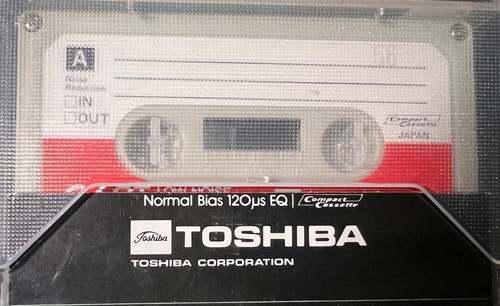 A
Noise
Reduction
IN
OUT
Compact
Cassette
JAPAN
LOW NOISE
Normal Bias 120µs EQ | Compact
Cassette
Toshiba TOSHIBA
TOSHIBA CORPORATION